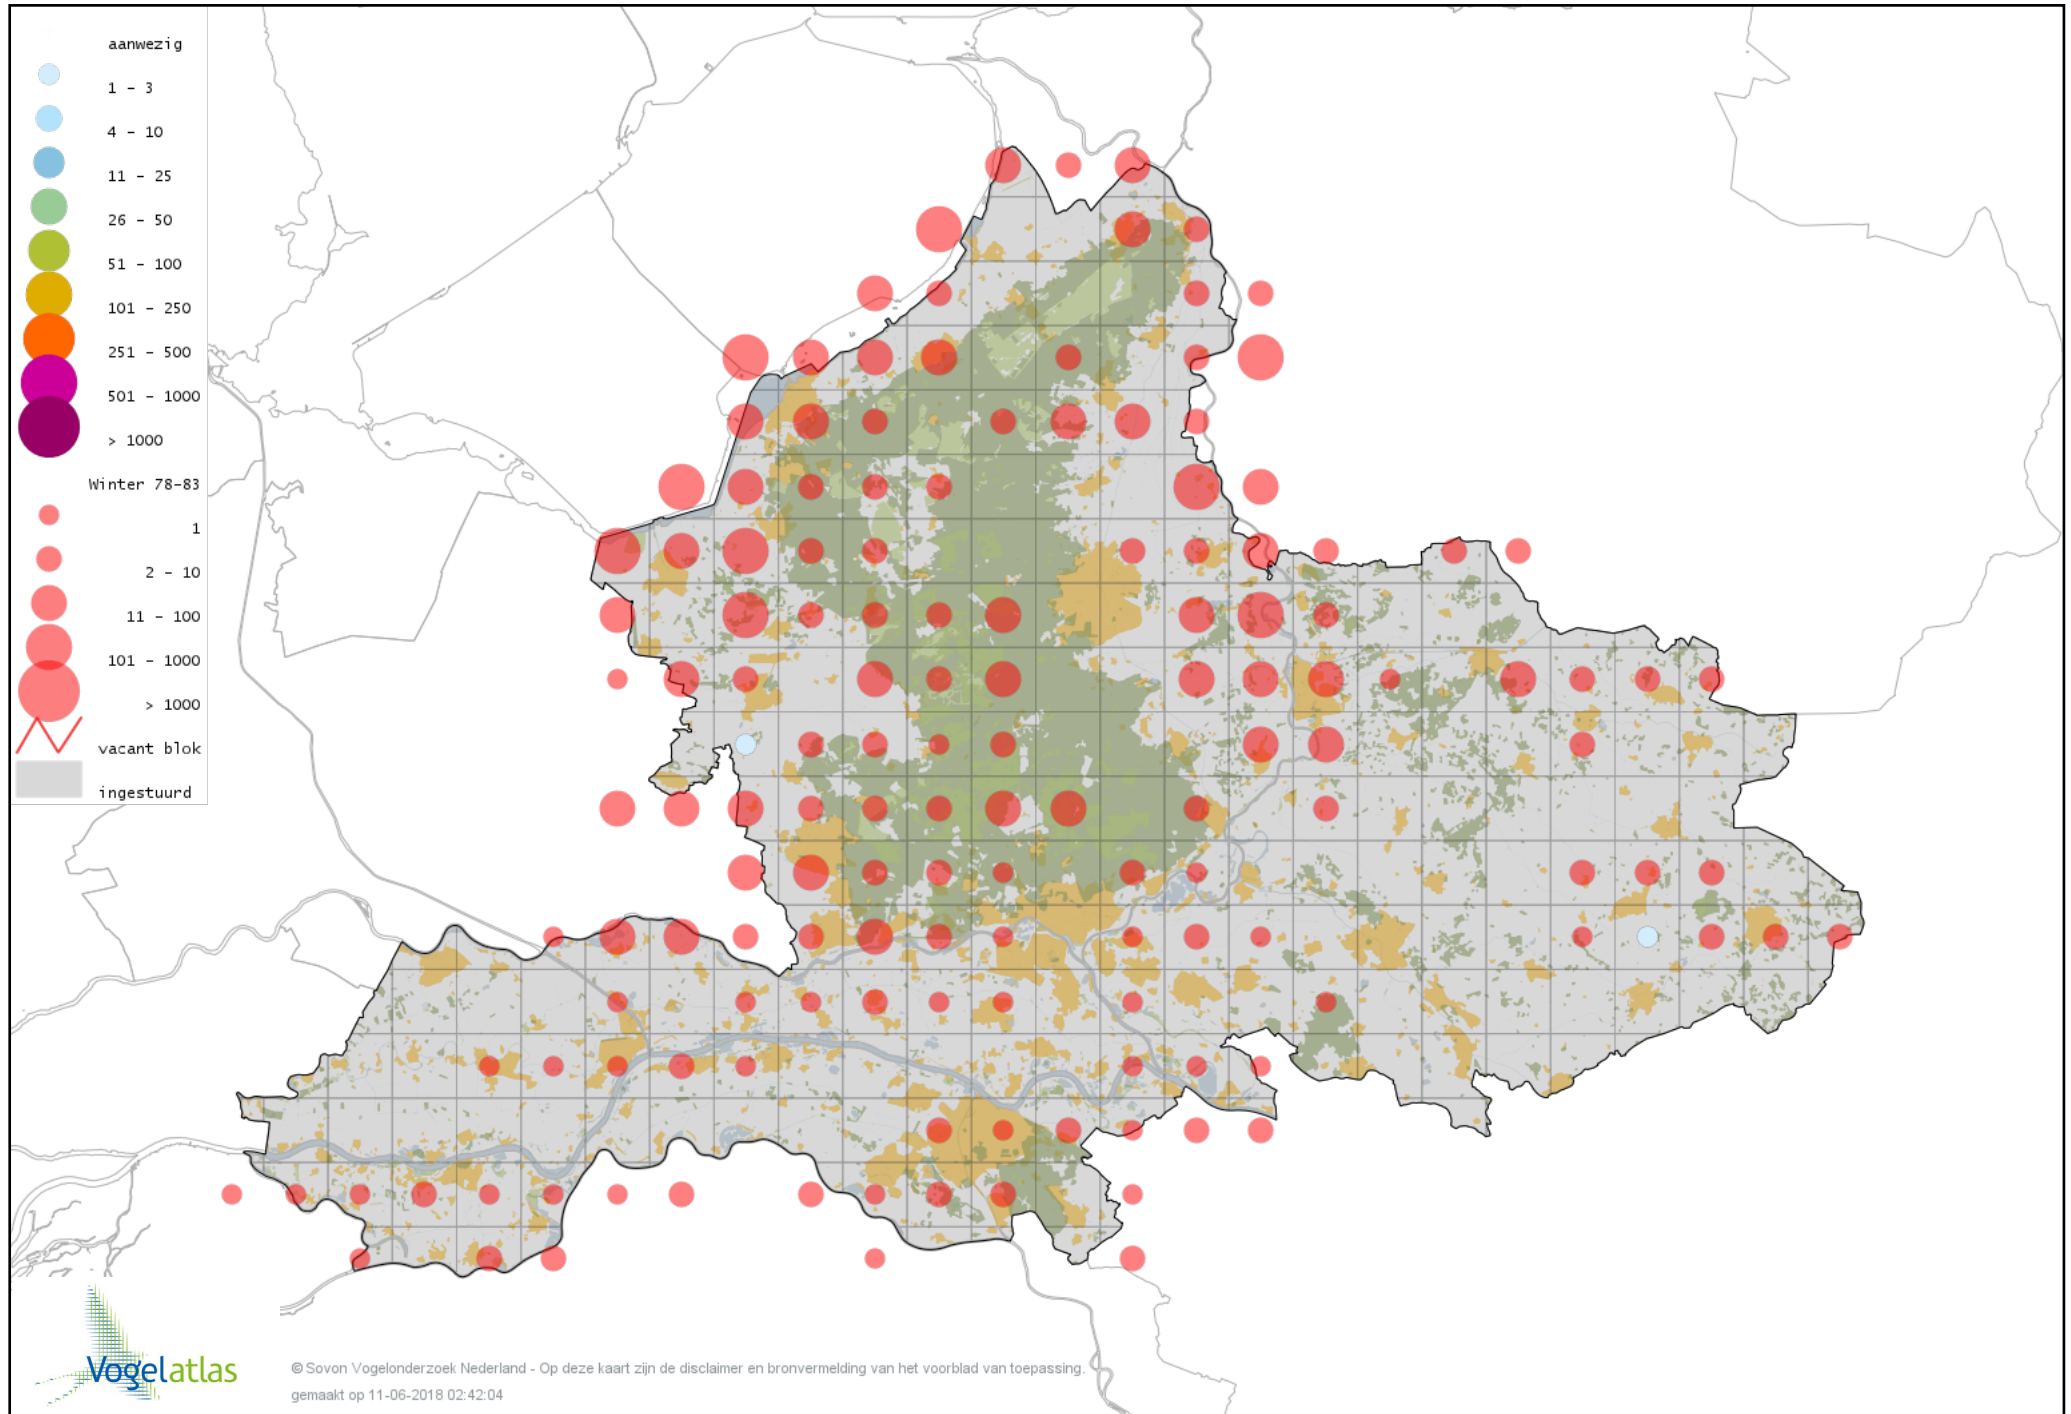 aanwezig
1 - 3
4 - 10
11 - 25
26 - 50
51 - 100
101 - 250
251 - 500
501 - 1000
> 1000
Winter 78-83
1
2 - 10
11 - 100
101 - 1000
> 1000
vacant blok
ingestuurd
Vogelatlas
© Sovon Vogelonderzoek Nederland - Op deze kaart zijn de disclaimer en bronvermelding van het voorblad van toepassing.
gemaakt op 11-06-2018 02:42:04